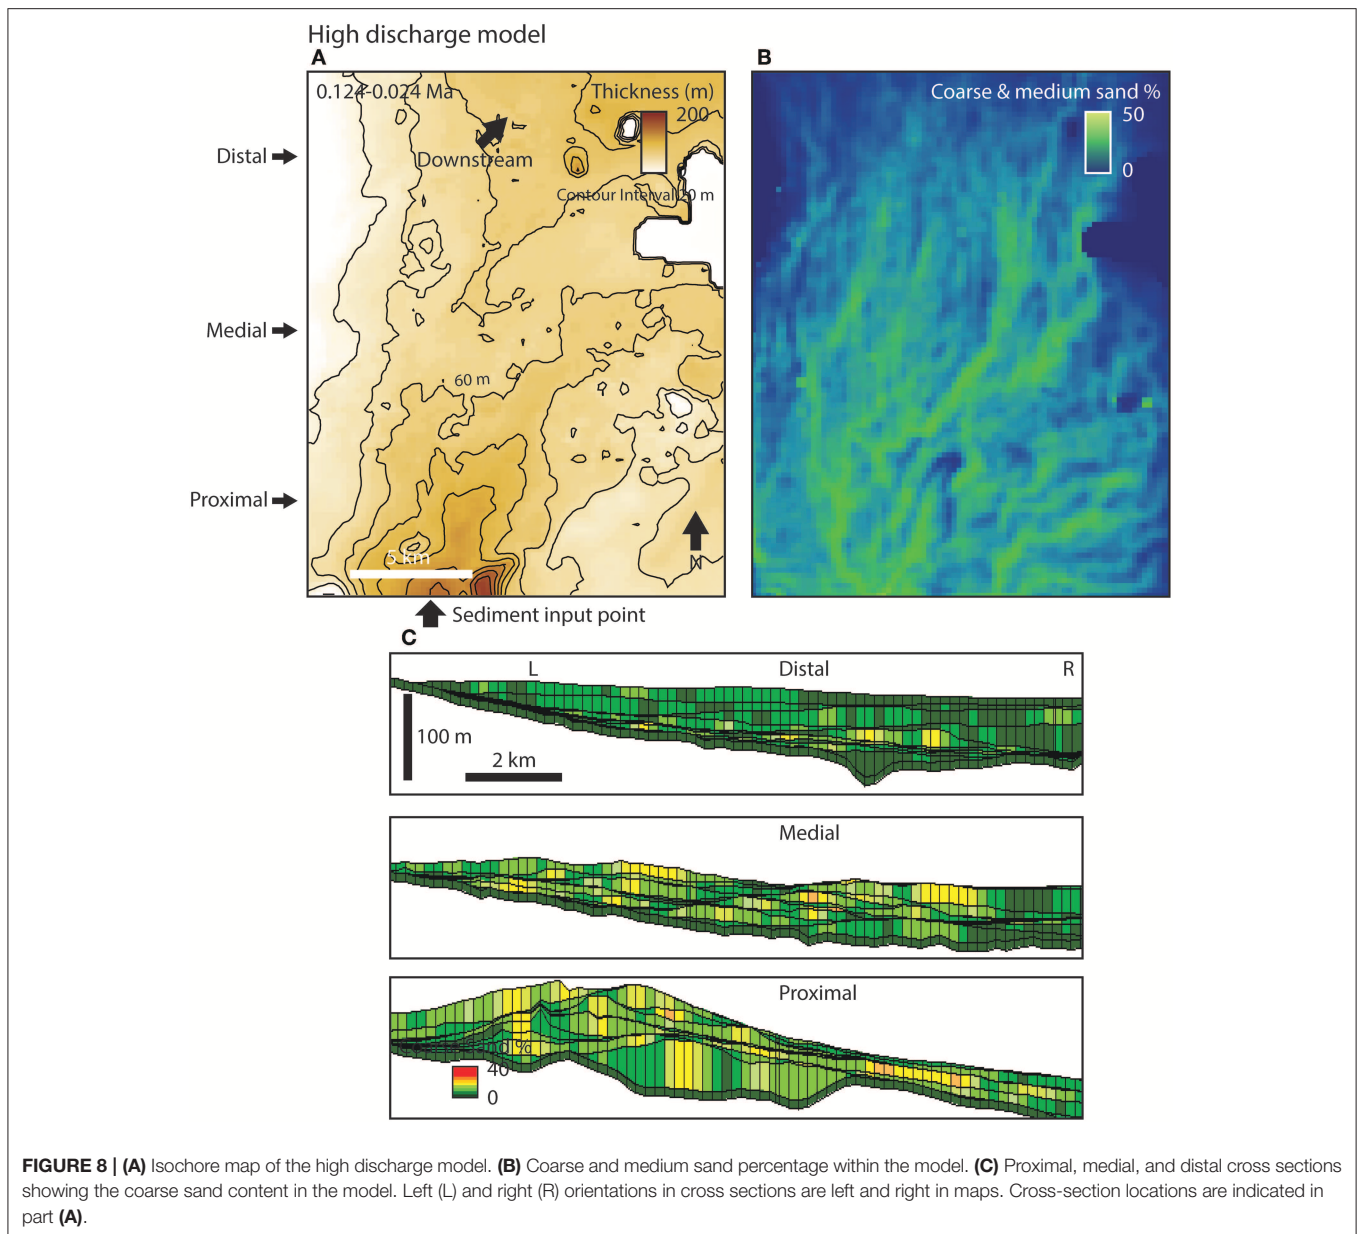 High discharge model
A
B
0.124-0.024 Ma
Thickness (m)
200
Coarse & medium sand %
50
0
Distal
Downstream
Contour Interval 20 m
Medial
60 m
Proximal
5 km
N
Sediment input point
C
L
Distal
R
100 m
2 km
Medial
Proximal
%
40
0
FIGURE 8 | (A) Isochore map of the high discharge model. (B) Coarse and medium sand percentage within the model. (C) Proximal, medial, and distal cross sections
showing the coarse sand content in the model. Left (L) and right (R) orientations in cross sections are left and right in maps. Cross-section locations are indicated in
part (A).